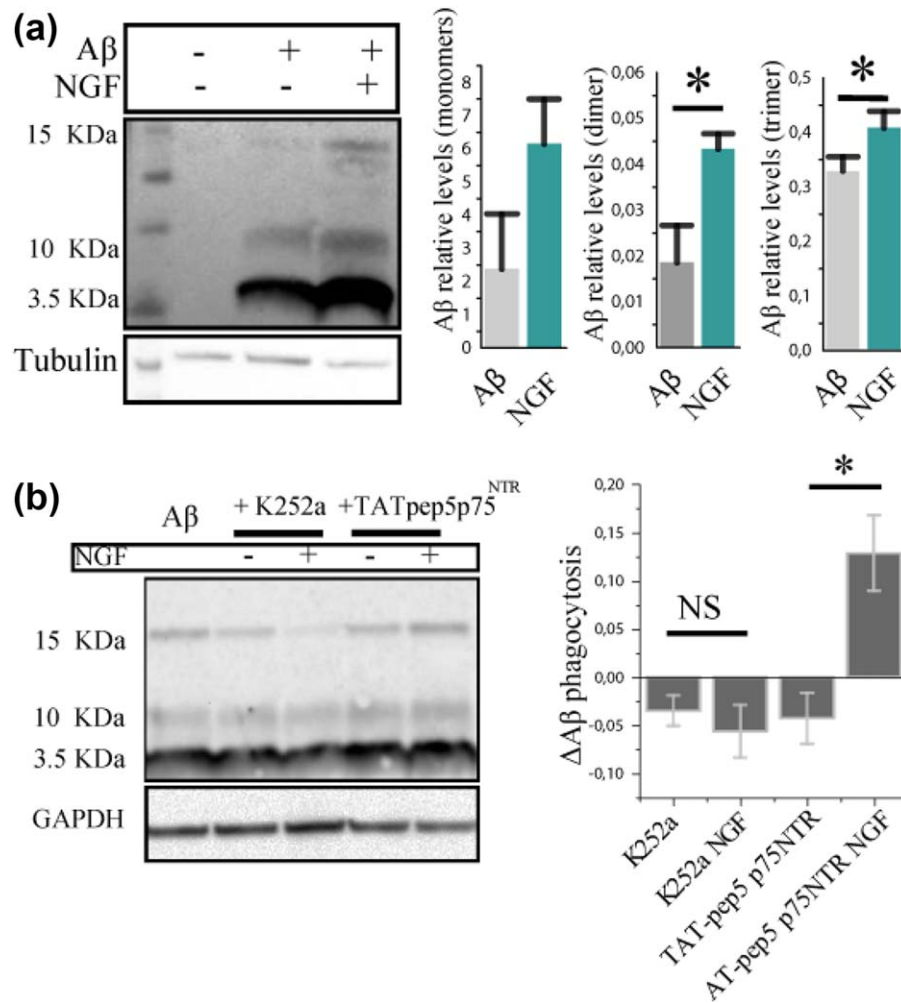 (a)
Aβ - + +
NGF - - +
15 KDa
10 KDa
3.5 KDa
Tubulin
Aβ relative levels (monomers)
8
7
6
5
4
3
2
1
0
Aβ NGF
Aβ relative levels (dimer)
0,06
0,05
0,04
0,03
0,02
0,01
0,00
*
Aβ NGF
Aβ relative levels (trimer)
0,5
0,4
0,3
0,2
0,1
0,0
*
Aβ NGF
(b)
Aβ + K252a +TATpep5p75NTR
NGF - + - +
15 KDa
10 KDa
3.5 KDa
GAPDH
ΔAβ phagocytosis
0,20
0,15
0,10
0,05
0,00
-0,05
-0,10
NS
*
K252a
K252a NGF
TAT-pep5 p75NTR
AT-pep5 p75NTR NGF